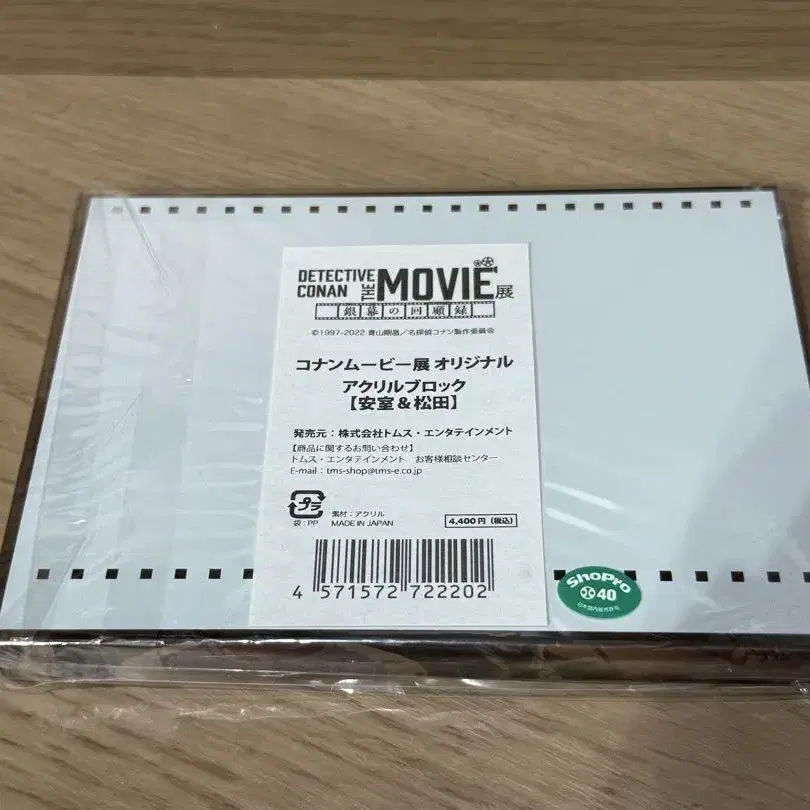 DETECTIVE
CONAN THE MOVIE展
銀幕の回顧録
©1997-2022 青山剛昌／名探偵コナン製作委員会
コナンムービー展 オリジナル
アクリルブロック
【安室＆松田】
発売元：株式会社トムス・エンタテインメント
【商品に関するお問い合わせ】
トムス・エンタテインメント　お客様相談センター
E-mail：tms-shop@tms-e.co.jp
プラ
袋：PP
素材：アクリル
MADE IN JAPAN
4,400円（税込）
4 571572 722202
ShoPro
40
日本国内販売許可